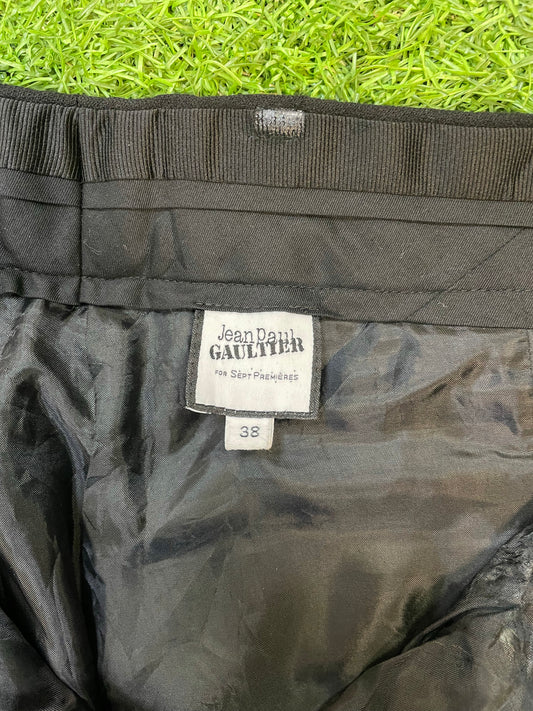 Jean Paul
GAULTIER
FOR SEPT PREMIÈRES
38